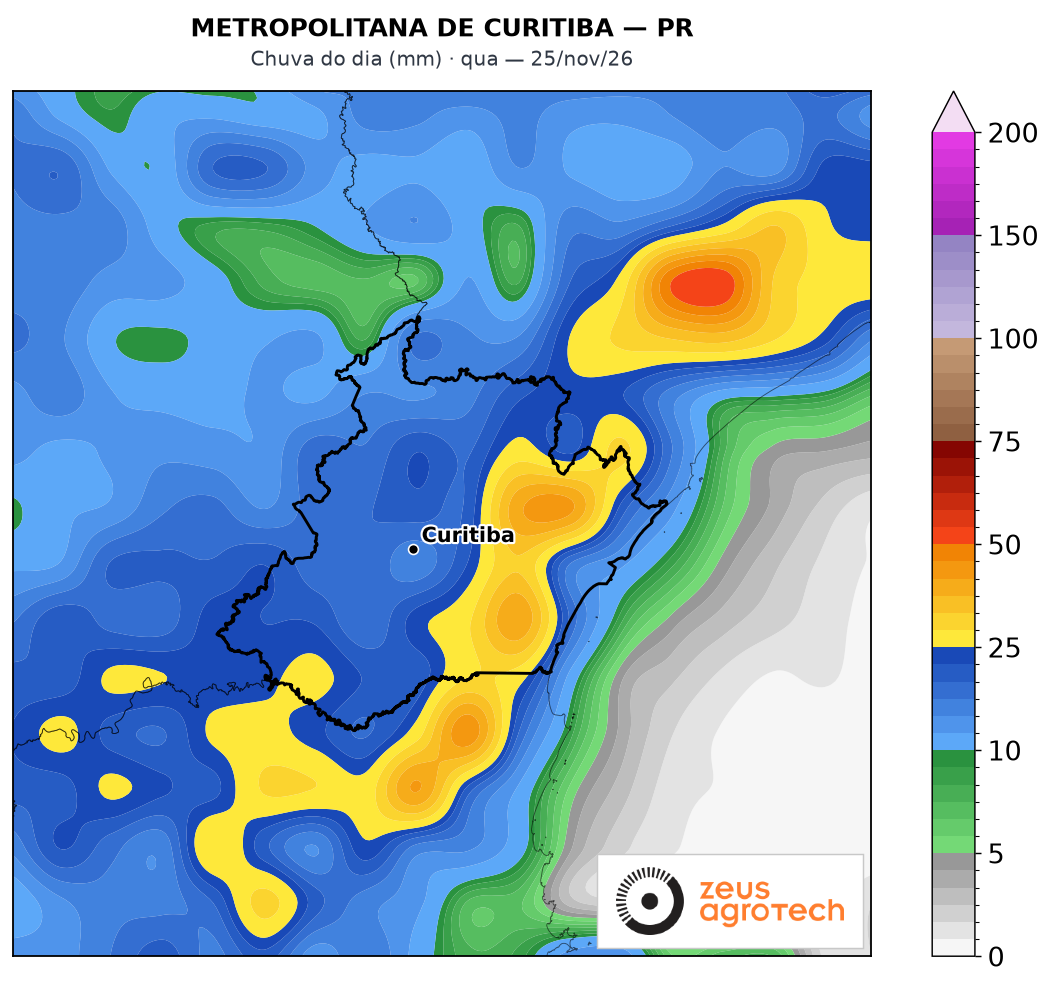 METROPOLITANA DE CURITIBA — PR
Chuva do dia (mm) · qua — 25/nov/26
200
150
100
75
50
25
10
5
0
Curitiba
zeus
agrotech